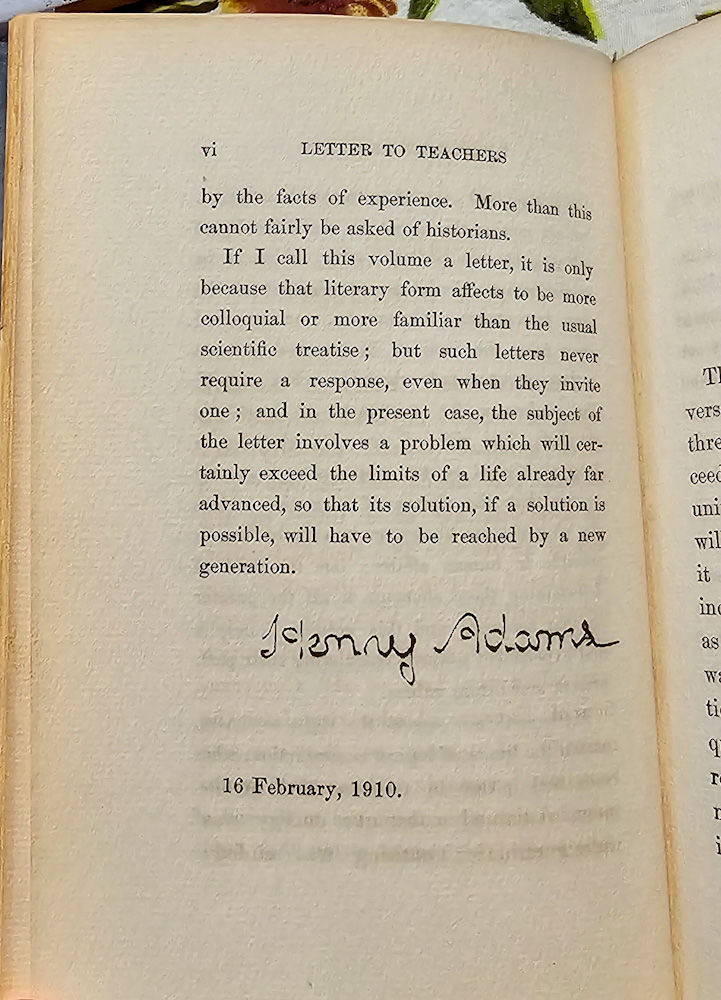 vi LETTER TO TEACHERS
by the facts of experience. More than this
cannot fairly be asked of historians.
If I call this volume a letter, it is only
because that literary form affects to be more
colloquial or more familiar than the usual
scientific treatise; but such letters never
require a response, even when they invite
one; and in the present case, the subject of
the letter involves a problem which will cer-
tainly exceed the limits of a life already far
advanced, so that its solution, if a solution is
possible, will have to be reached by a new
generation.
Henry Adams
16 February, 1910.